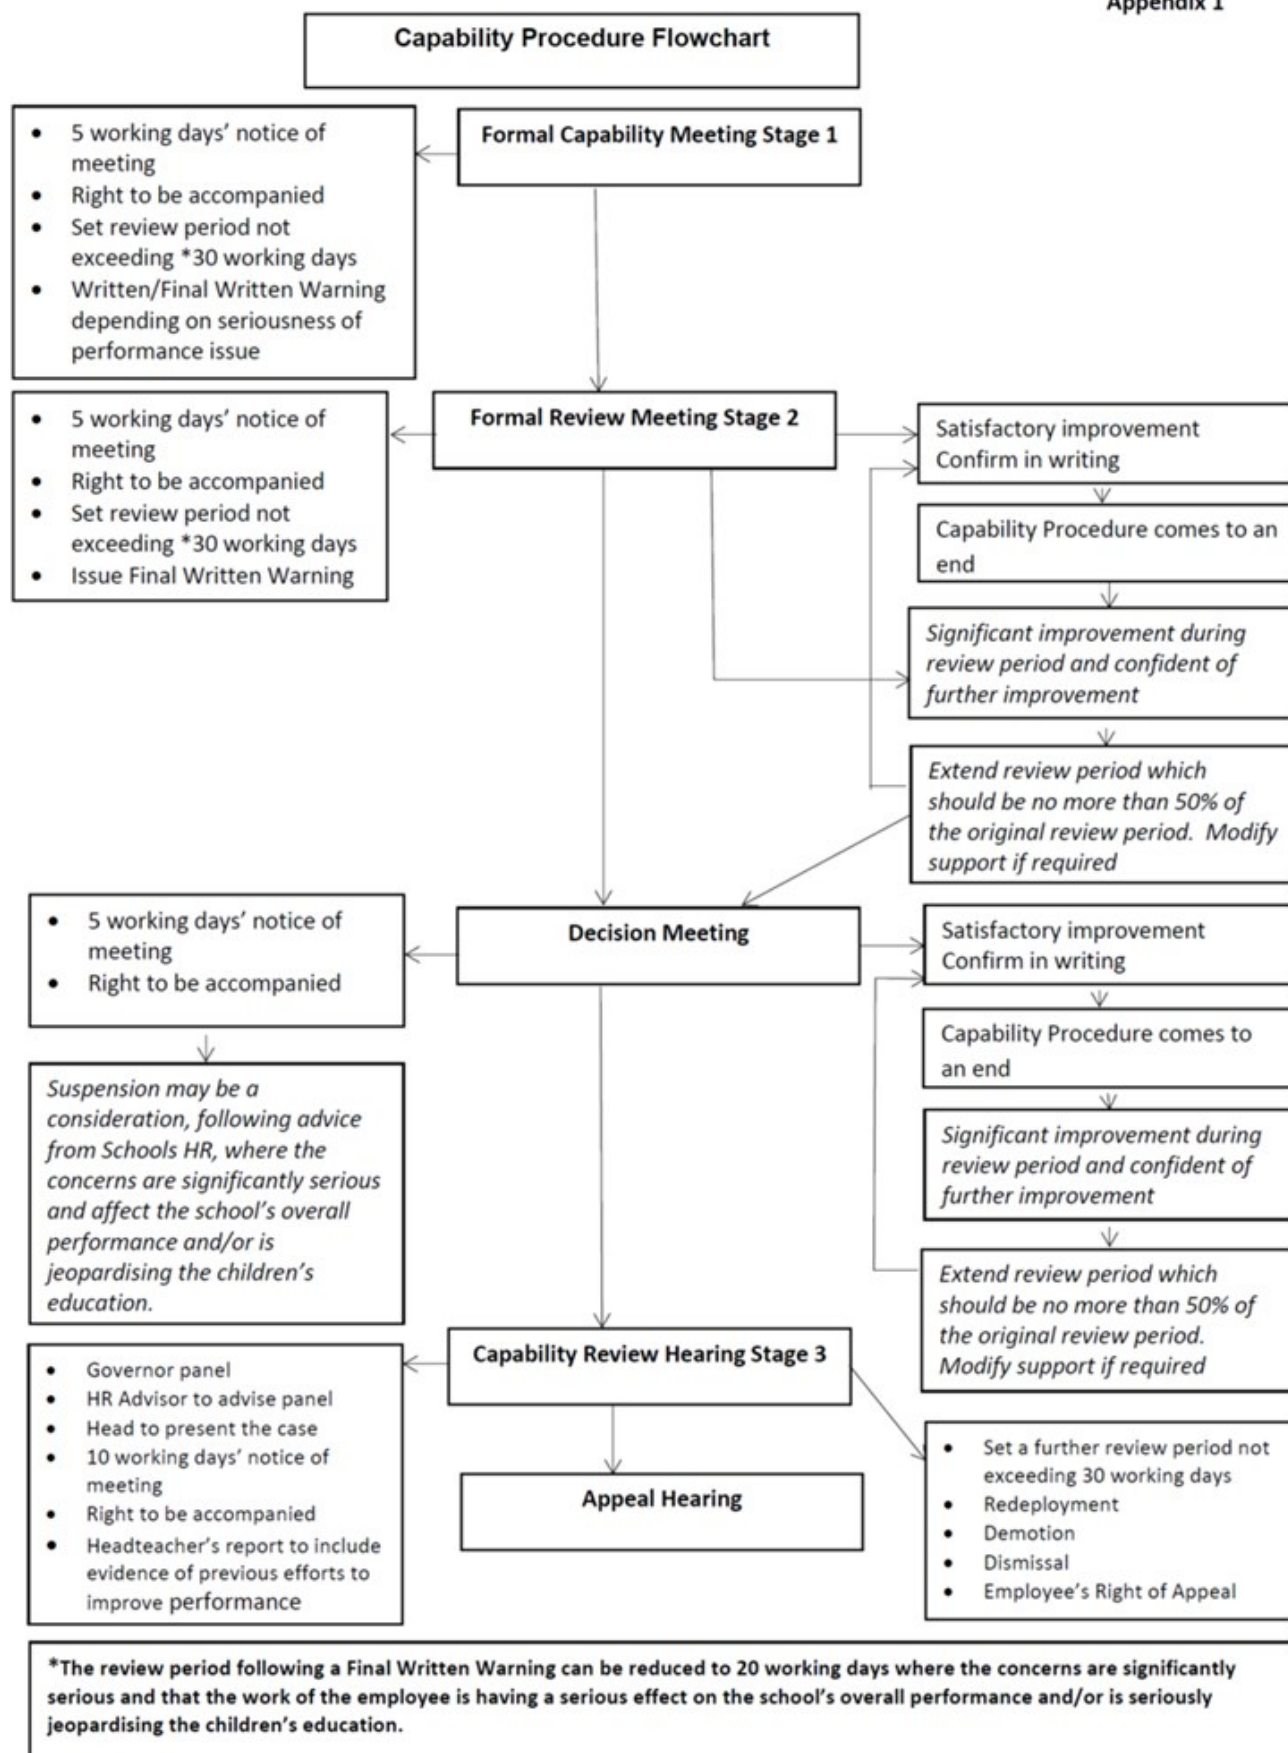 Appendix 1
Capability Procedure Flowchart
Formal Capability Meeting Stage 1
• 5 working days' notice of
meeting
• Right to be accompanied
• Set review period not
exceeding *30 working days
• Written/Final Written Warning
depending on seriousness of
performance issue
Formal Review Meeting Stage 2
• 5 working days' notice of
meeting
• Right to be accompanied
• Set review period not
exceeding *30 working days
• Issue Final Written Warning
Satisfactory improvement
Confirm in writing
Capability Procedure comes to an
end
Significant improvement during
review period and confident of
further improvement
Extend review period which
should be no more than 50% of
the original review period.  Modify
support if required
Decision Meeting
• 5 working days' notice of
meeting
• Right to be accompanied
Suspension may be a
consideration, following advice
from Schools HR, where the
concerns are significantly serious
and affect the school's overall
performance and/or is
jeopardising the children's
education.
Satisfactory improvement
Confirm in writing
Capability Procedure comes to
an end
Significant improvement during
review period and confident of
further improvement
Extend review period which
should be no more than 50% of
the original review period.
Modify support if required
Capability Review Hearing Stage 3
• Governor panel
• HR Advisor to advise panel
• Head to present the case
• 10 working days' notice of
meeting
• Right to be accompanied
• Headteacher's report to include
evidence of previous efforts to
improve performance
Appeal Hearing
• Set a further review period not
exceeding 30 working days
• Redeployment
• Demotion
• Dismissal
• Employee's Right of Appeal
*The review period following a Final Written Warning can be reduced to 20 working days where the concerns are significantly
serious and that the work of the employee is having a serious effect on the school's overall performance and/or is seriously
jeopardising the children's education.